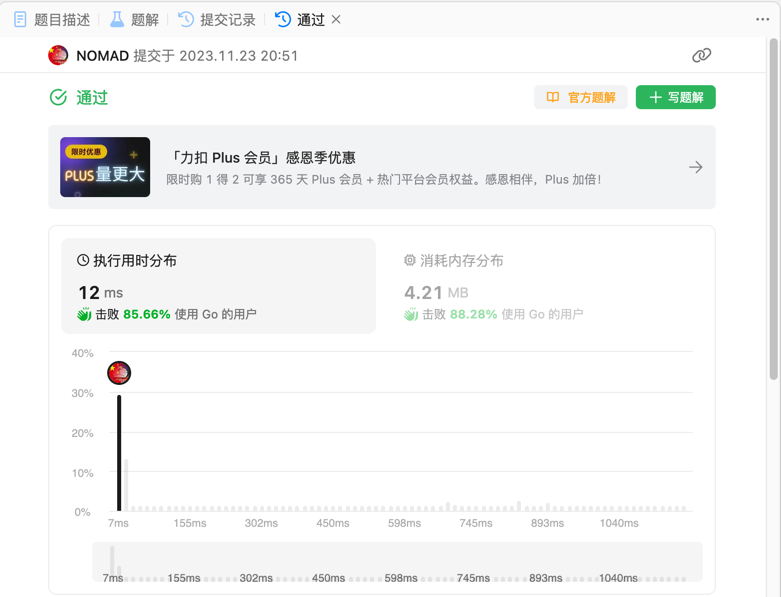 题目描述 题解 提交记录 通过
NOMAD 提交于 2023.11.23 20:51
通过 官方题解 写题解
限时优惠
PLUS量更大
「力扣 Plus 会员」感恩季优惠
限时购 1 得 2 可享 365 天 Plus 会员 + 热门平台会员权益。感恩相伴，Plus 加倍！
执行用时分布 消耗内存分布
12 ms 4.21 MB
击败 85.66% 使用 Go 的用户 击败 88.28% 使用 Go 的用户
40%
30%
20%
10%
0%
7ms 155ms 302ms 450ms 598ms 745ms 893ms 1040ms
7ms 155ms 302ms 450ms 598ms 745ms 893ms 1040ms